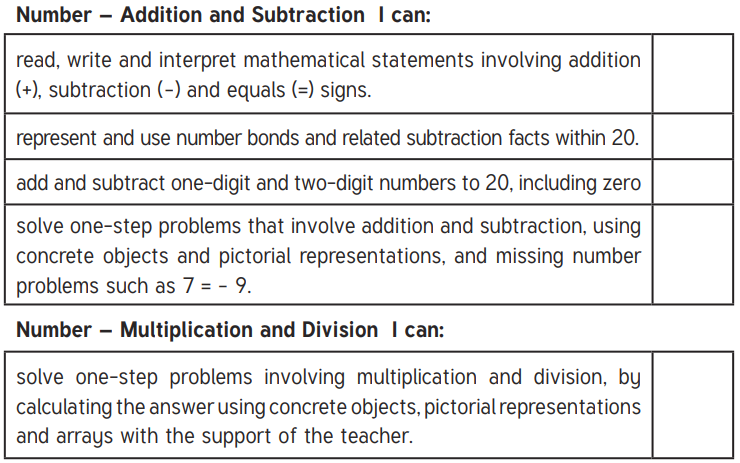 Number – Addition and Subtraction I can:
read, write and interpret mathematical statements involving addition
(+), subtraction (-) and equals (=) signs.
represent and use number bonds and related subtraction facts within 20.
add and subtract one-digit and two-digit numbers to 20, including zero
solve one-step problems that involve addition and subtraction, using
concrete objects and pictorial representations, and missing number
problems such as 7 = - 9.
Number – Multiplication and Division I can:
solve one-step problems involving multiplication and division, by
calculating the answer using concrete objects, pictorial representations
and arrays with the support of the teacher.